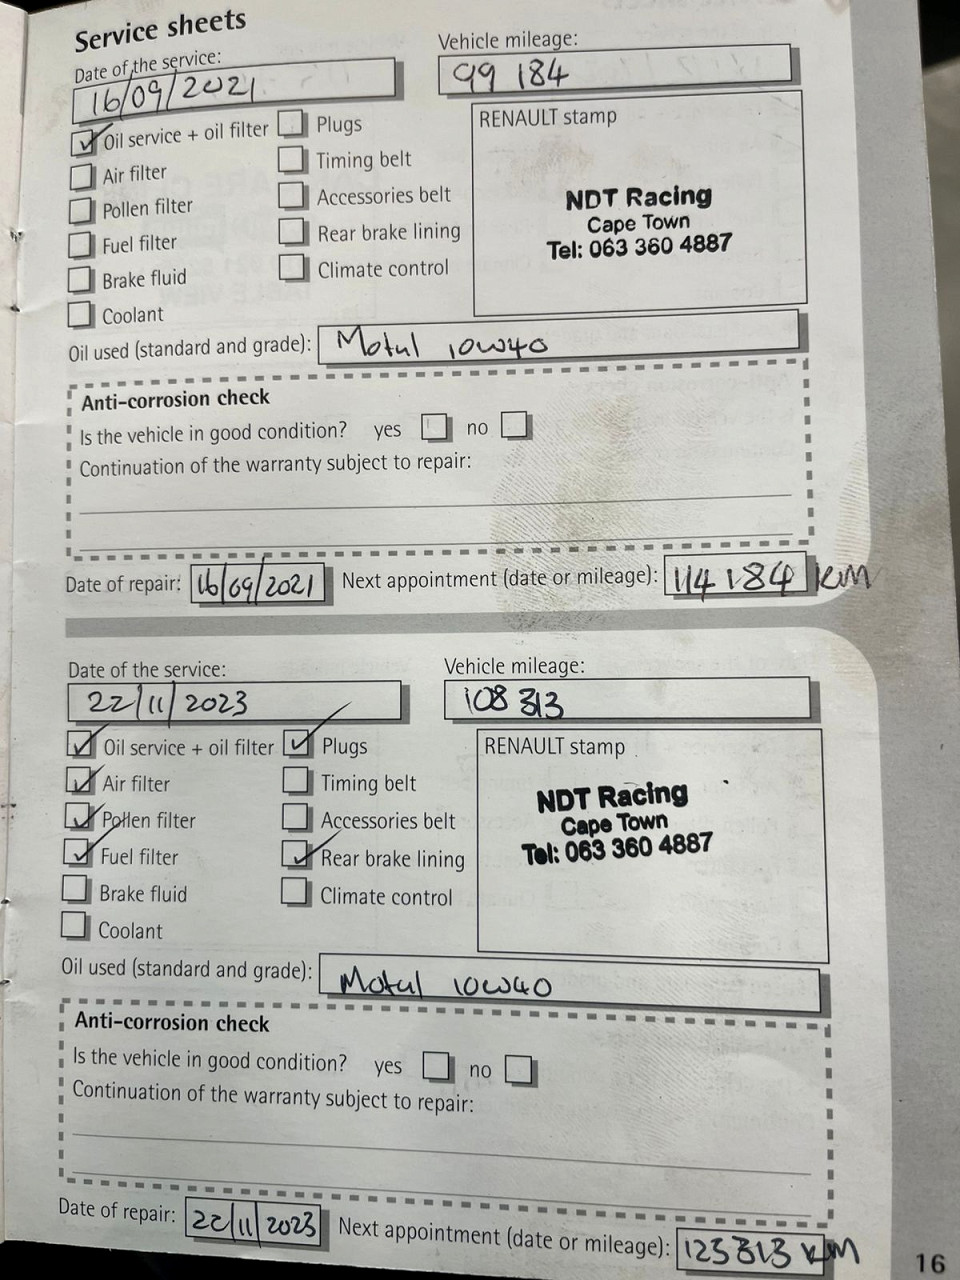 Service sheets
Date of the service:
16/09/2021
Vehicle mileage:
99 184
Oil service + oil filter
Air filter
Pollen filter
Fuel filter
Brake fluid
Coolant
Plugs
Timing belt
Accessories belt
Rear brake lining
Climate control
RENAULT stamp
NDT Racing
Cape Town
Tel: 063 360 4887
Oil used (standard and grade): Motul 10W40
Anti-corrosion check
Is the vehicle in good condition? yes no
Continuation of the warranty subject to repair:
Date of repair: 16/09/2021 Next appointment (date or mileage): 114 184 KM
Date of the service:
22/11/2023
Vehicle mileage:
108 313
Oil service + oil filter
Air filter
Pollen filter
Fuel filter
Brake fluid
Coolant
Plugs
Timing belt
Accessories belt
Rear brake lining
Climate control
RENAULT stamp
NDT Racing
Cape Town
Tel: 063 360 4887
Oil used (standard and grade): Motul 10W40
Anti-corrosion check
Is the vehicle in good condition? yes no
Continuation of the warranty subject to repair:
Date of repair: 22/11/2023 Next appointment (date or mileage): 123 313 KM
16